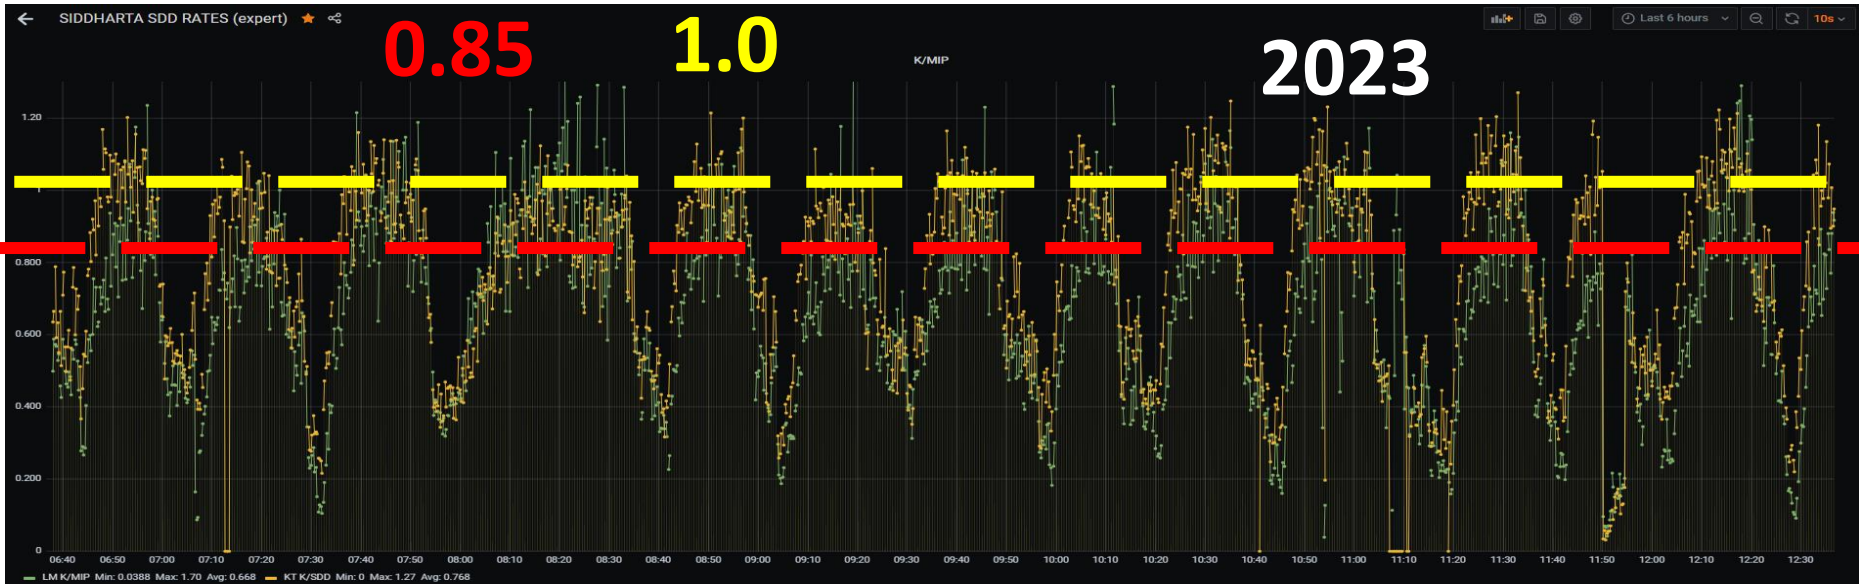 SIDDHARTA SDD RATES (expert)
0.85
1.0
2023
Last 6 hours
10s
K/MIP
1.20
1
0.800
0.600
0.400
0.200
0
06:40 06:50 07:00 07:10 07:20 07:30 07:40 07:50 08:00 08:10 08:20 08:30 08:40 08:50 09:00 09:10 09:20 09:30 09:40 09:50 10:00 10:10 10:20 10:30 10:40 10:50 11:00 11:10 11:20 11:30 11:40 11:50 12:00 12:10 12:20 12:30
LM K/MIP Min: 0.0388 Max: 1.70 Avg: 0.668 KT K/SDD Min: 0 Max: 1.27 Avg: 0.768